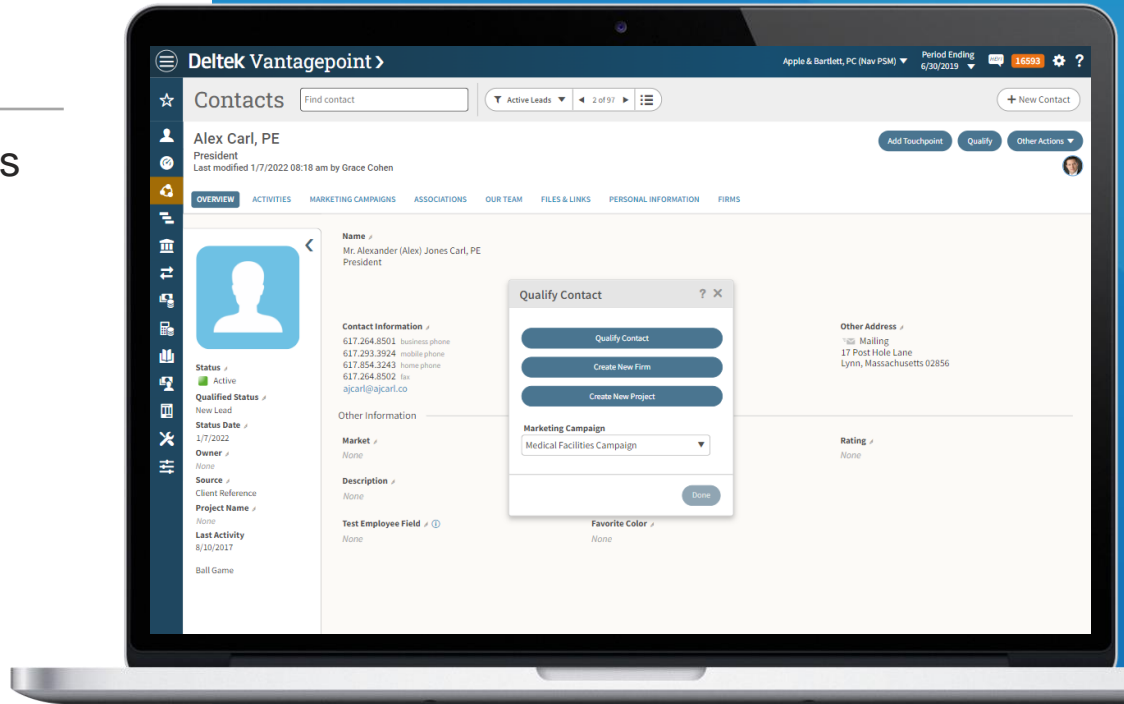 s
Deltek Vantagepoint
Apple & Bartlett, PC (Nav PSM)
Period Ending
6/30/2019
NEW!
16593
?
Contacts
Find contact
Active Leads
2 of 97
+ New Contact
Alex Carl, PE
President
Last modified 1/7/2022 08:18 am by Grace Cohen
Add Touchpoint
Qualify
Other Actions
OVERVIEW ACTIVITIES MARKETING CAMPAIGNS ASSOCIATIONS OUR TEAM FILES & LINKS PERSONAL INFORMATION FIRMS
Status
Active
Qualified Status
New Lead
Status Date
1/7/2022
Owner
None
Source
Client Reference
Project Name
None
Last Activity
8/10/2017
Ball Game
Name
Mr. Alexander (Alex) Jones Carl, PE
President
Contact Information
617.264.8501 business phone
617.293.3924 mobile phone
617.854.3243 home phone
617.264.8502 fax
ajcarl@ajcarl.co
Other Information
Market
None
Description
None
Test Employee Field
None
Favorite Color
None
Qualify Contact
?
Qualify Contact
Create New Firm
Create New Project
Marketing Campaign
Medical Facilities Campaign
Done
Other Address
Mailing
17 Post Hole Lane
Lynn, Massachusetts 02856
Rating
None